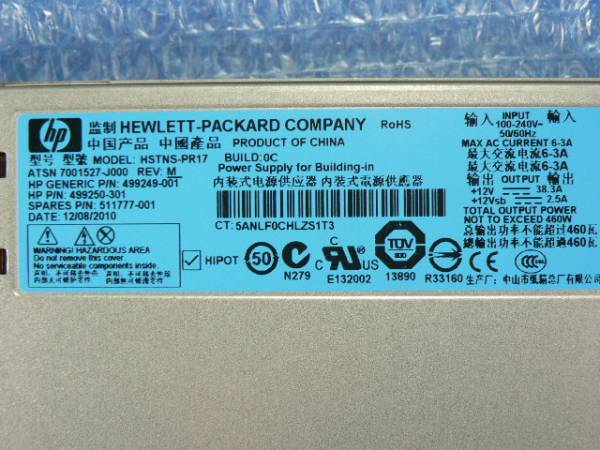 hp
监制 HEWLETT-PACKARD COMPANY RoHS
中国产品 中國產品 PRODUCT OF CHINA
型号 型號 MODEL: HSTNS-PR17 BUILD:0C
ATSN 7001527-J000 REV: M Power Supply for Building-in
HP GENERIC P/N: 499249-001 内装式电源供应器 內装式電源供應器
HP P/N: 499250-301
SPARES P/N: 511777-001
DATE: 12/08/2010
CT: 5ANLF0CHLZS1T3
输入 INPUT 輸入
100-240V~
50/60Hz
MAX AC CURRENT 6-3A
最大交流电流6-3A
最大交流電流6-3A
输出 OUTPUT 輸出
+12V 38.3A
+12Vsb 2.5A
TOTAL OUTPUT POWER
NOT TO EXCEED 460W
总输出功率不能超过460瓦
總輸出功率不能超過460瓦
WARNING! HAZARDOUS AREA
Do not remove this cover.
No serviceable components inside.
HIPOT
50
N279
C UL US
E132002
TÜV
13890
R33160
生产厂: 中山市